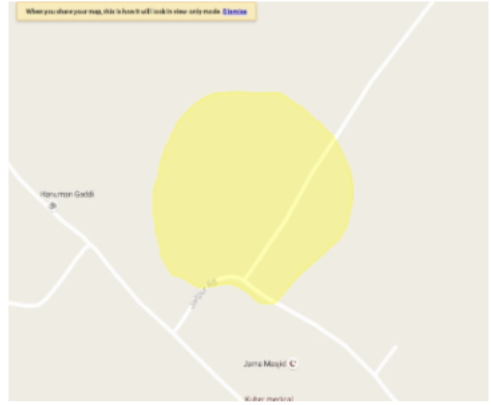 When you share your map, this is how it will look in view-only mode. Dismiss
Hanuman Gaddi
Jama Masjid